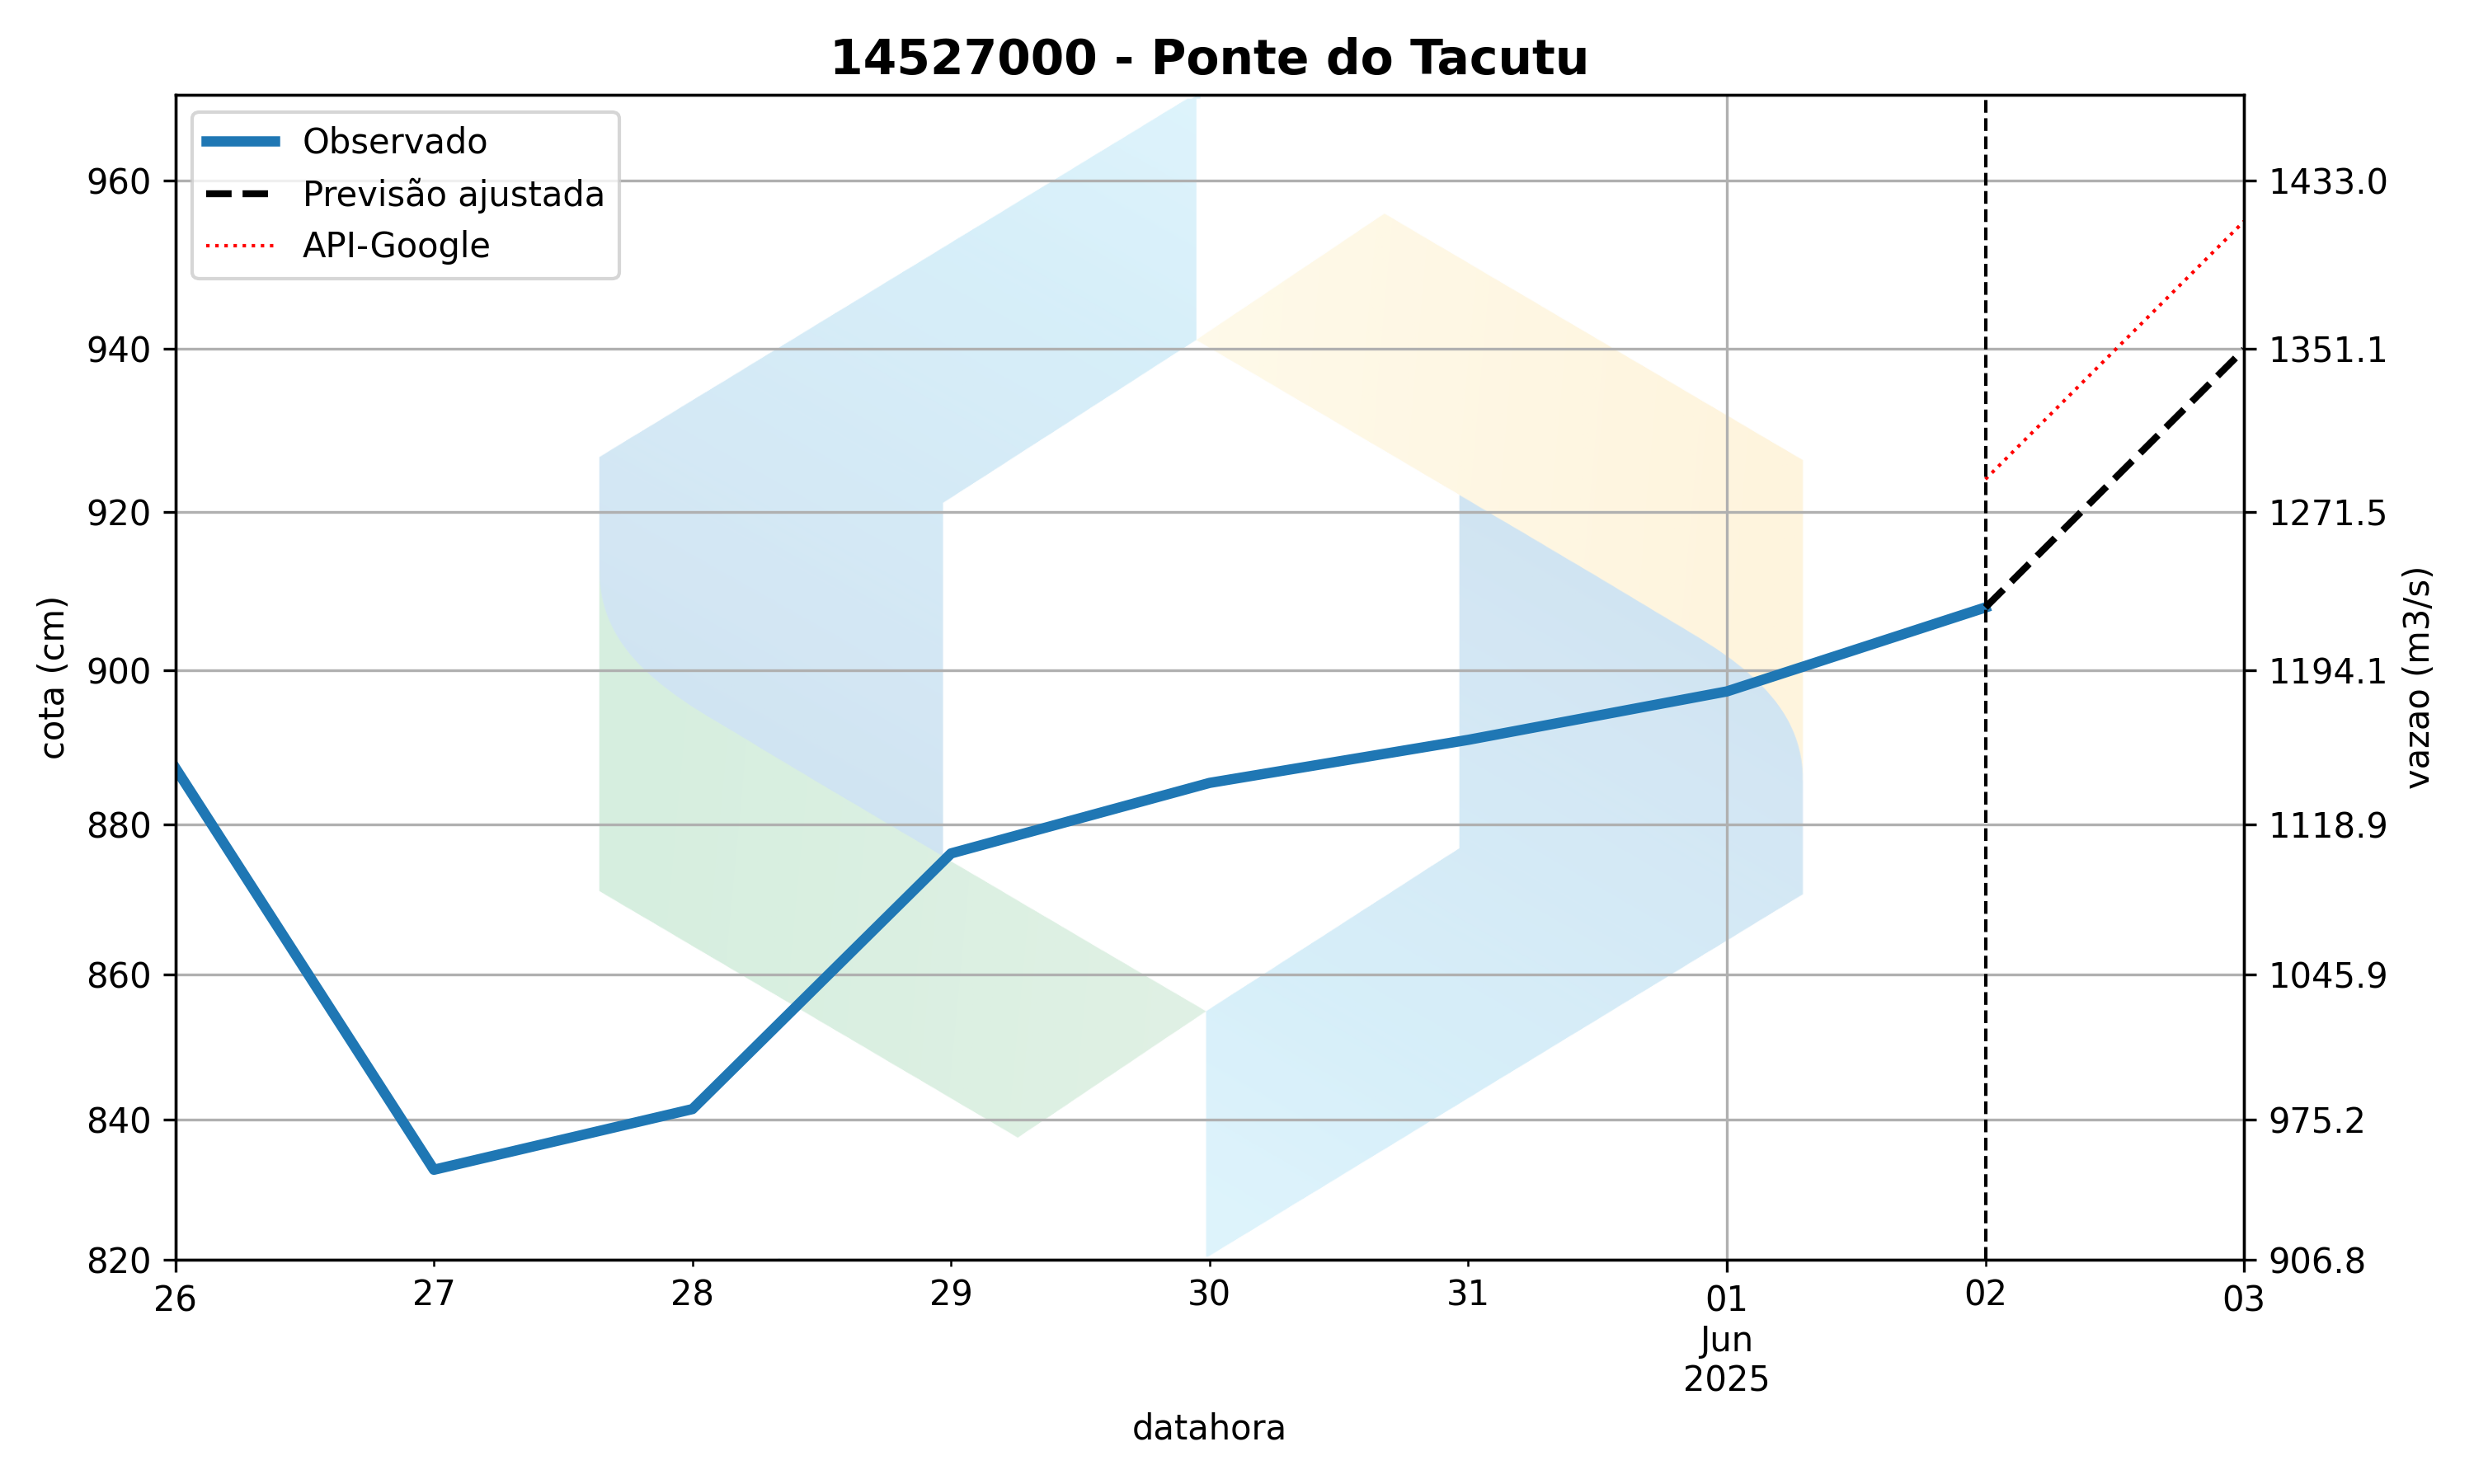 14527000 - Ponte do Tacutu
Observado
Previsão ajustada
API-Google
960
940
920
900
880
860
840
820
cota (cm)
1433.0
1351.1
1271.5
1194.1
1118.9
1045.9
975.2
906.8
vazao (m3/s)
26 27 28 29 30 31 01 02 03
Jun
2025
datahora